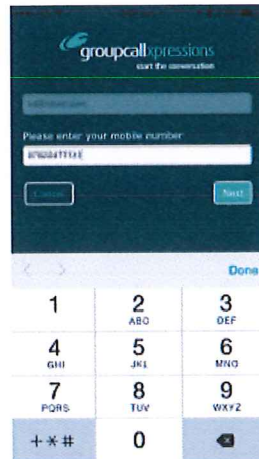 groupcallxpressions
start the conversation
Please enter your mobile number
Cancel
Next
Done
1 2 3
ABC DEF
4 5 6
GHI JKL MNO
7 8 9
PQRS TUV WXYZ
+*# 0